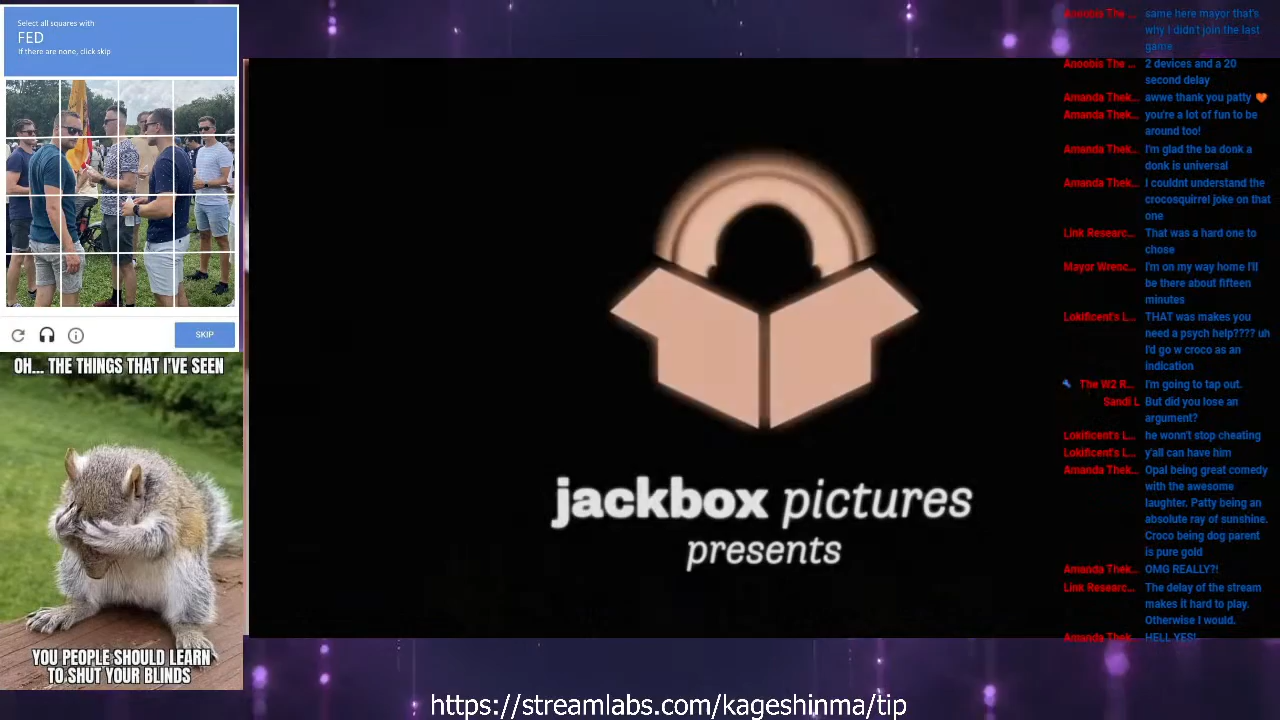 Select all squares with
FED
If there are none, click skip
SKIP
OH... THE THINGS THAT I'VE SEEN
YOU PEOPLE SHOULD LEARN
TO SHUT YOUR BLINDS
jackbox pictures
presents
Anoobis The ... same here mayor that's
why I didn't join the last
game
Anoobis The ... 2 devices and a 20
second delay
Amanda Thek... awwe thank you patty 🧡
Amanda Thek... you're a lot of fun to be
around too!
Amanda Thek... I'm glad the ba donk a
donk is universal
Amanda Thek... I couldnt understand the
crocosquirrel joke on that
one
Link Researc... That was a hard one to
chose
Mayor Wrenc... I'm on my way home I'll
be there about fifteen
minutes
Lokificent's L... THAT was makes you
need a psych help???? uh
I'd go w croco as an
indication
The W2 R... I'm going to tap out.
Sandi L But did you lose an
argument?
Lokificent's L... he wonn't stop cheating
Lokificent's L... y'all can have him
Amanda Thek... Opal being great comedy
with the awesome
laughter, Patty being an
absolute ray of sunshine.
Croco being dog parent
is pure gold
Amanda Thek... OMG REALLY?!
Link Researc... The delay of the stream
makes it hard to play.
Otherwise I would.
Amanda Thek... HELL YES!
https://streamlabs.com/kageshinma/tip